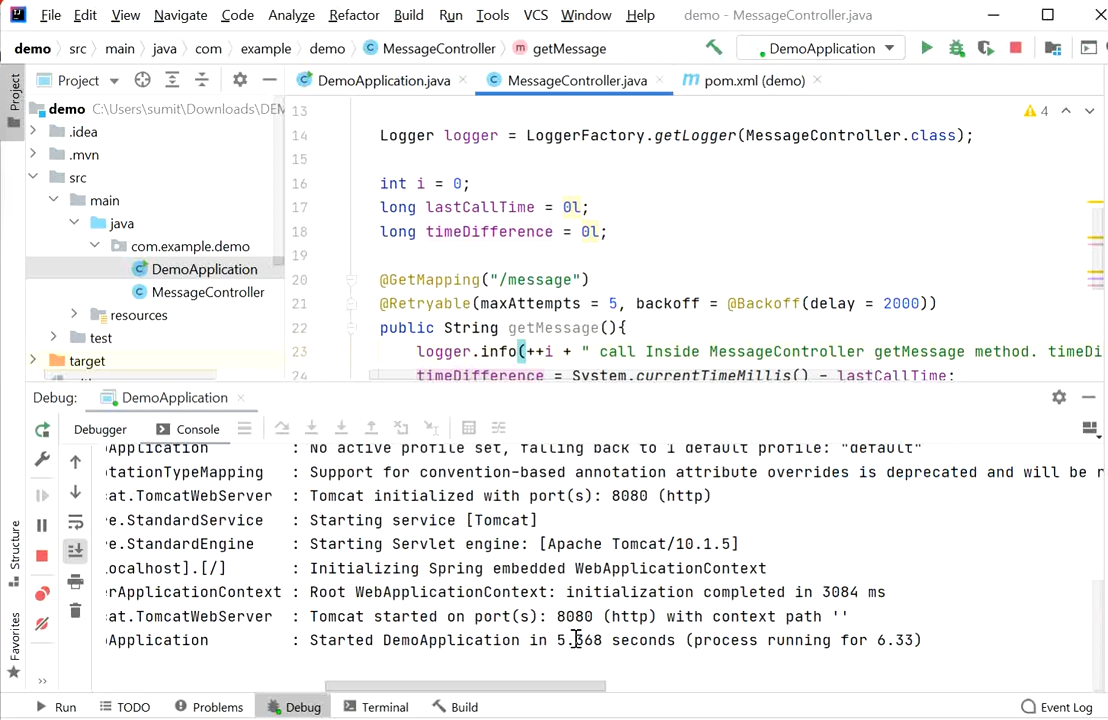 File Edit View Navigate Code Analyze Refactor Build Run Tools VCS Window Help demo - MessageController.java
demo src main java com example demo MessageController getMessage DemoApplication
Project
Project
DemoApplication.java
MessageController.java
pom.xml (demo)
demo C:\Users\sumit\Downloads\DEM
.idea
.mvn
src
main
java
com.example.demo
DemoApplication
MessageController
resources
test
target
4
13
14 Logger logger = LoggerFactory.getLogger(MessageController.class);
15
16 int i = 0;
17 long lastCallTime = 0l;
18 long timeDifference = 0l;
19
20 @GetMapping("/message")
21 @Retryable(maxAttempts = 5, backoff = @Backoff(delay = 2000))
22 public String getMessage(){
23 logger.info(++i + " call Inside MessageController getMessage method. timeDi
24 timeDifference = System.currentTimeMillis() - lastCallTime;
Debug: DemoApplication
Debugger Console
Application : No active profile set, falling back to 1 default profile: "default"
otationTypeMapping : Support for convention-based annotation attribute overrides is deprecated and will be r
cat.TomcatWebServer : Tomcat initialized with port(s): 8080 (http)
re.StandardService : Starting service [Tomcat]
re.StandardEngine : Starting Servlet engine: [Apache Tomcat/10.1.5]
ocalhost].[/] : Initializing Spring embedded WebApplicationContext
erApplicationContext : Root WebApplicationContext: initialization completed in 3084 ms
cat.TomcatWebServer : Tomcat started on port(s): 8080 (http) with context path ''
Application : Started DemoApplication in 5.368 seconds (process running for 6.33)
Structure
Favorites
Run TODO Problems Debug Terminal Build Event Log